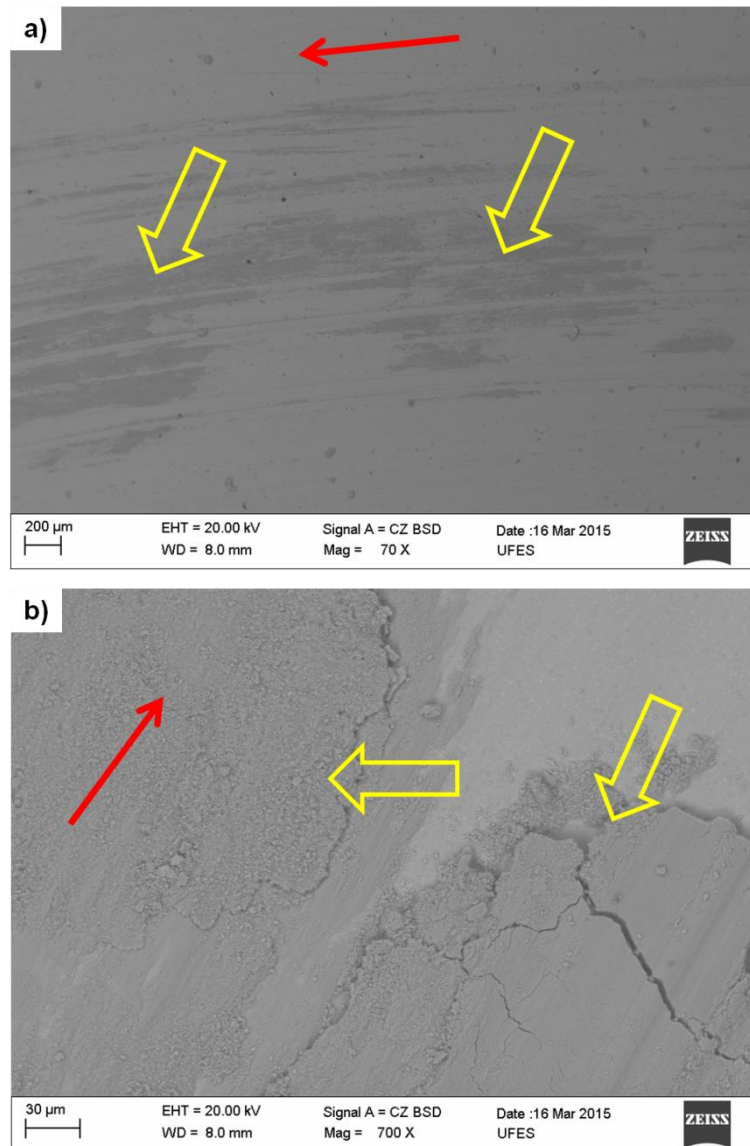 a)
200 µm EHT = 20.00 kV Signal A = CZ BSD Date :16 Mar 2015 ZEISS
WD = 8.0 mm Mag = 70 X UFES
b)
30 µm EHT = 20.00 kV Signal A = CZ BSD Date :16 Mar 2015 ZEISS
WD = 8.0 mm Mag = 700 X UFES